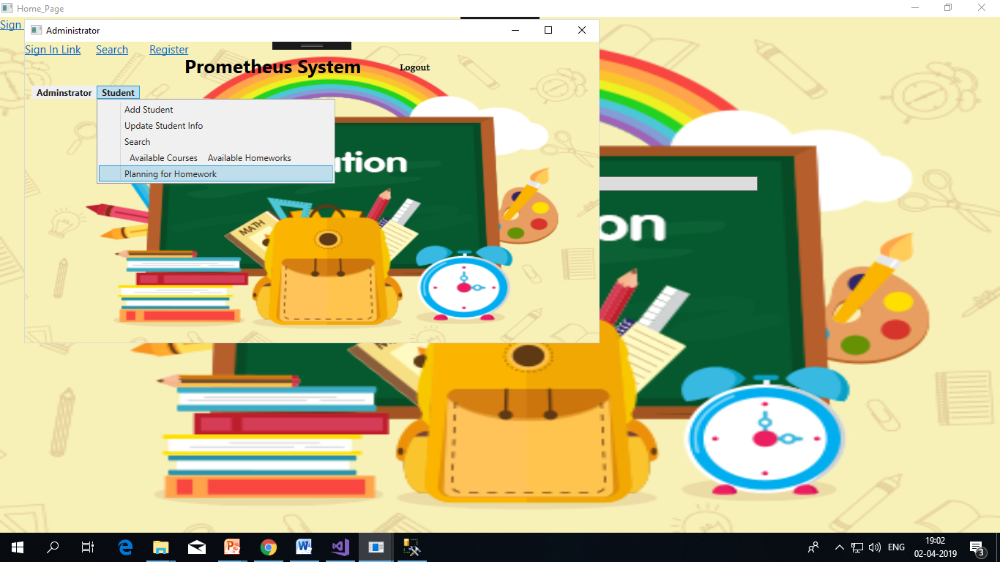 Home_Page
Sign
Administrator
Sign In Link Search Register
Prometheus System
Logout
Adminstrator Student
Add Student
Update Student Info
Search
Available Courses Available Homeworks
Planning for Homework
ution
MATH
on
ENG
19:02
02-04-2019
3